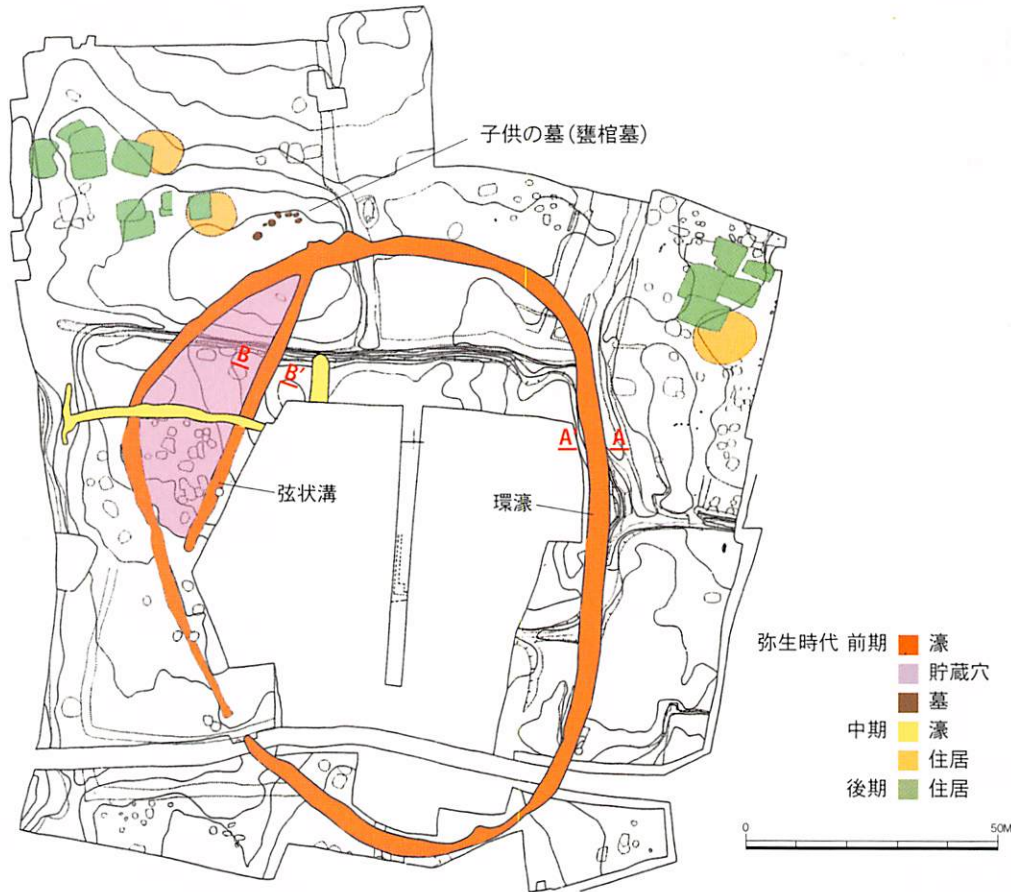 子供の墓(甕棺墓)
B
B'
A'
A
弦状溝
環濠
弥生時代 前期 濠
貯蔵穴
墓
中期 濠
住居
後期 住居
0 50M